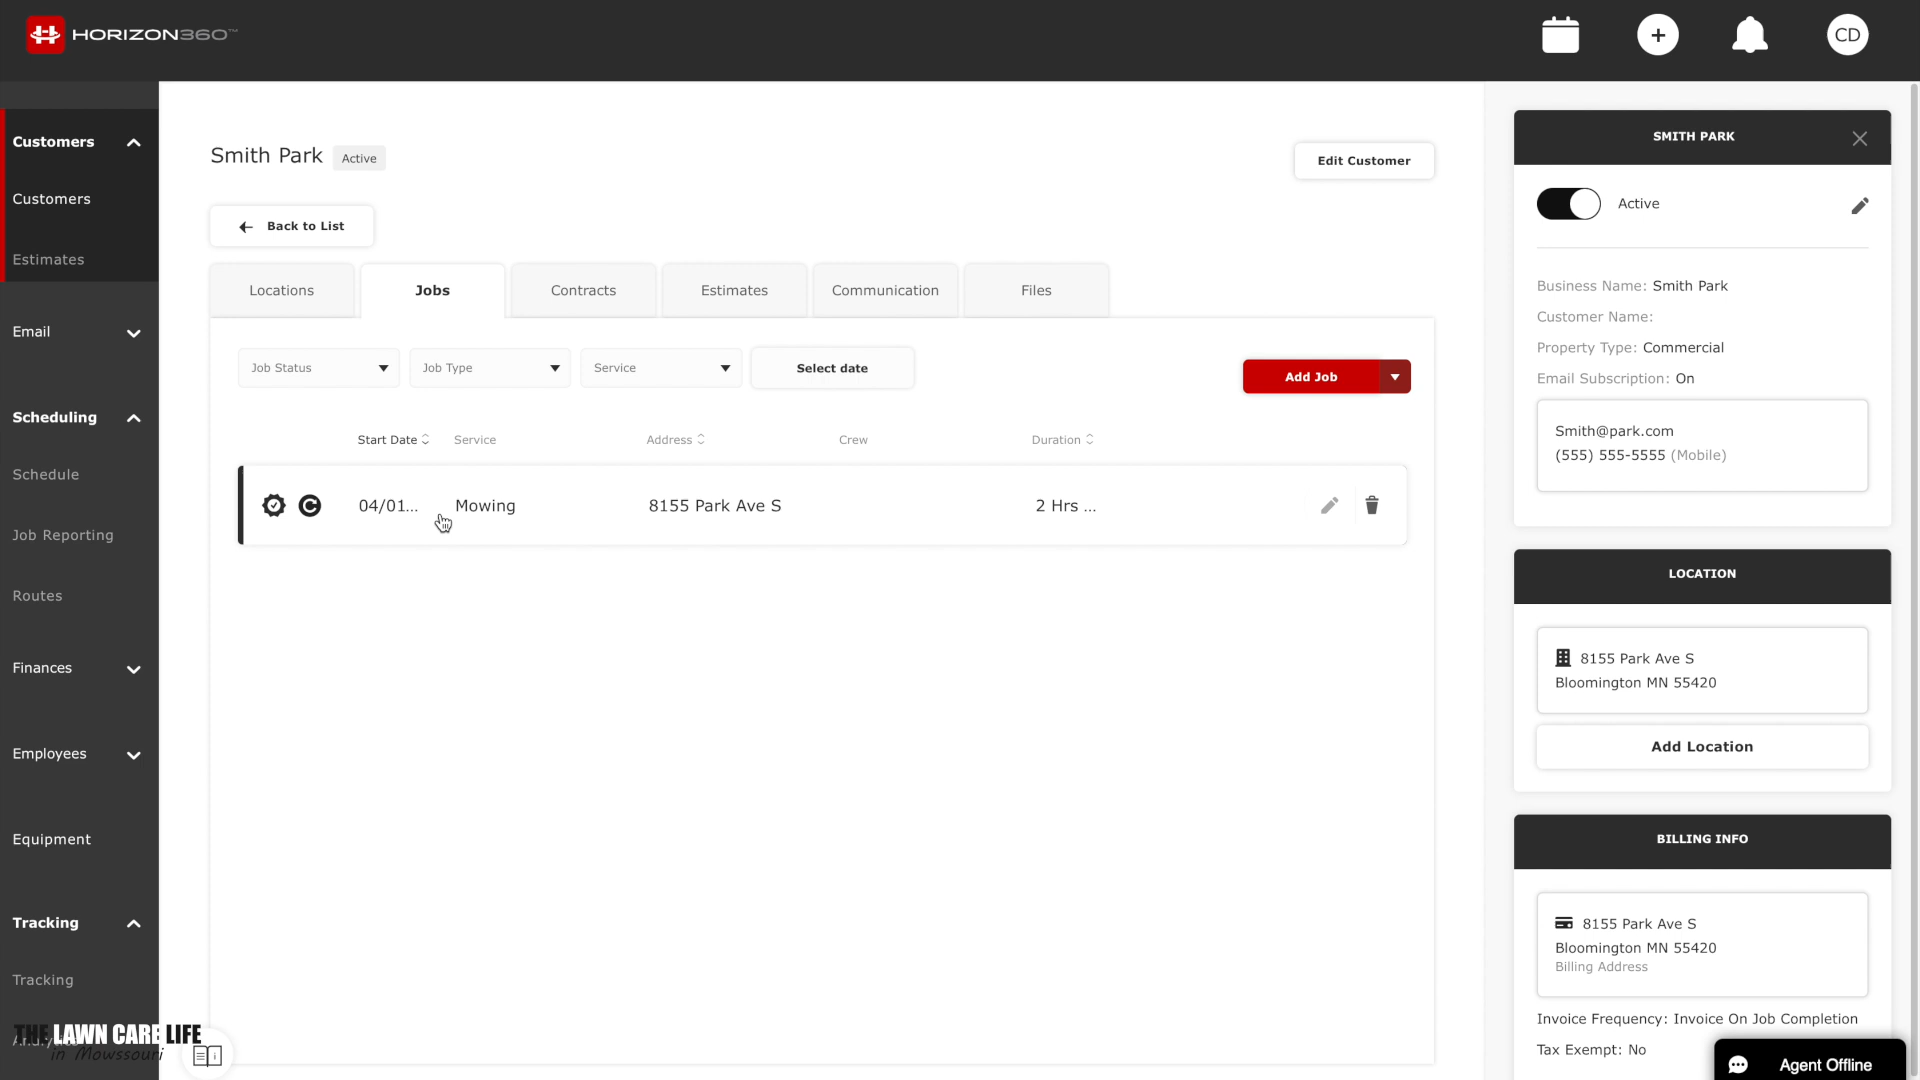 HORIZON360™
CD
Customers
Customers
Estimates
Email
Scheduling
Schedule
Job Reporting
Routes
Finances
Employees
Equipment
Tracking
Tracking
THE LAWN CARE LIFE
in Mowssouri
Smith Park
Active
Edit Customer
Back to List
Locations
Jobs
Contracts
Estimates
Communication
Files
Job Status
Job Type
Service
Select date
Add Job
Start Date
Service
Address
Crew
Duration
04/01...
Mowing
8155 Park Ave S
2 Hrs ...
SMITH PARK
Active
Business Name: Smith Park
Customer Name:
Property Type: Commercial
Email Subscription: On
Smith@park.com
(555) 555-5555 (Mobile)
LOCATION
8155 Park Ave S
Bloomington MN 55420
Add Location
BILLING INFO
8155 Park Ave S
Bloomington MN 55420
Billing Address
Invoice Frequency: Invoice On Job Completion
Tax Exempt: No
Agent Offline